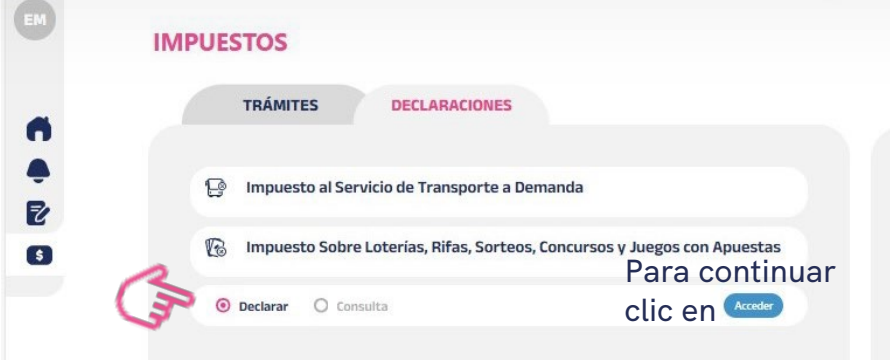 EM
IMPUESTOS
TRÁMITES
DECLARACIONES
Impuesto al Servicio de Transporte a Demanda
Impuesto Sobre Loterías, Rifas, Sorteos, Concursos y Juegos con Apuestas
Declarar
Consulta
Para continuar
clic en
Acceder